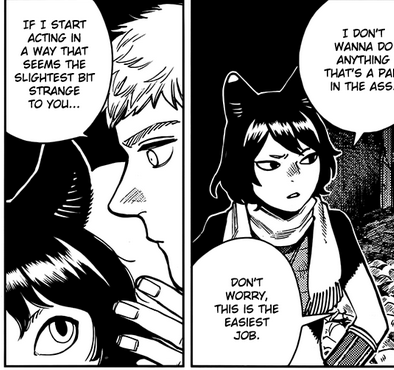 IF I START
ACTING IN
A WAY THAT
SEEMS THE
SLIGHTEST BIT
STRANGE
TO YOU...
I DON'T
WANNA DO
ANYTHING
THAT'S A PA
IN THE ASS.
DON'T
WORRY,
THIS IS THE
EASIEST
JOB.